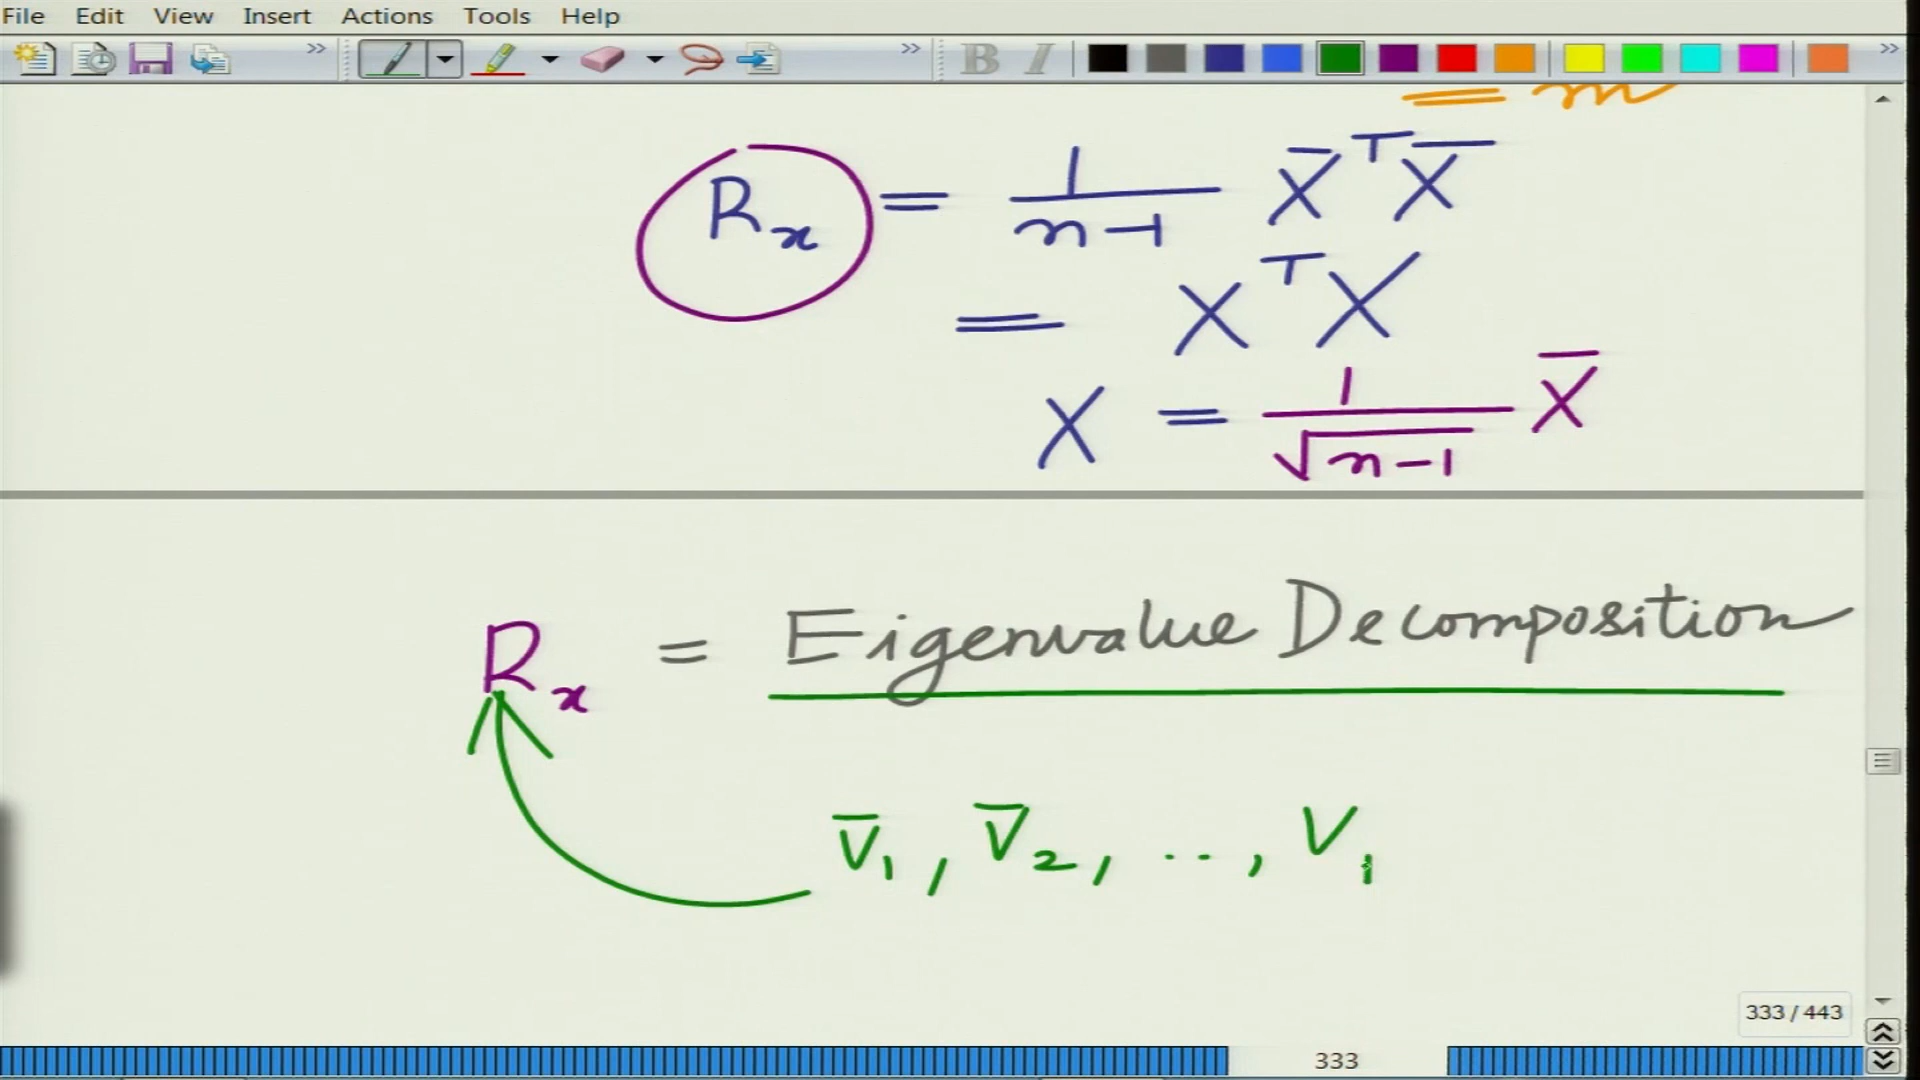 File Edit View Insert Actions Tools Help
» » B I »
= m
Rₓ = 1/(n-1) X̄ᵀ X̄
= XᵀX
X = 1/√(n-1) X̄
Rₓ = Eigenvalue Decomposition
V̄₁, V̄₂, .., V₁
333 / 443
333